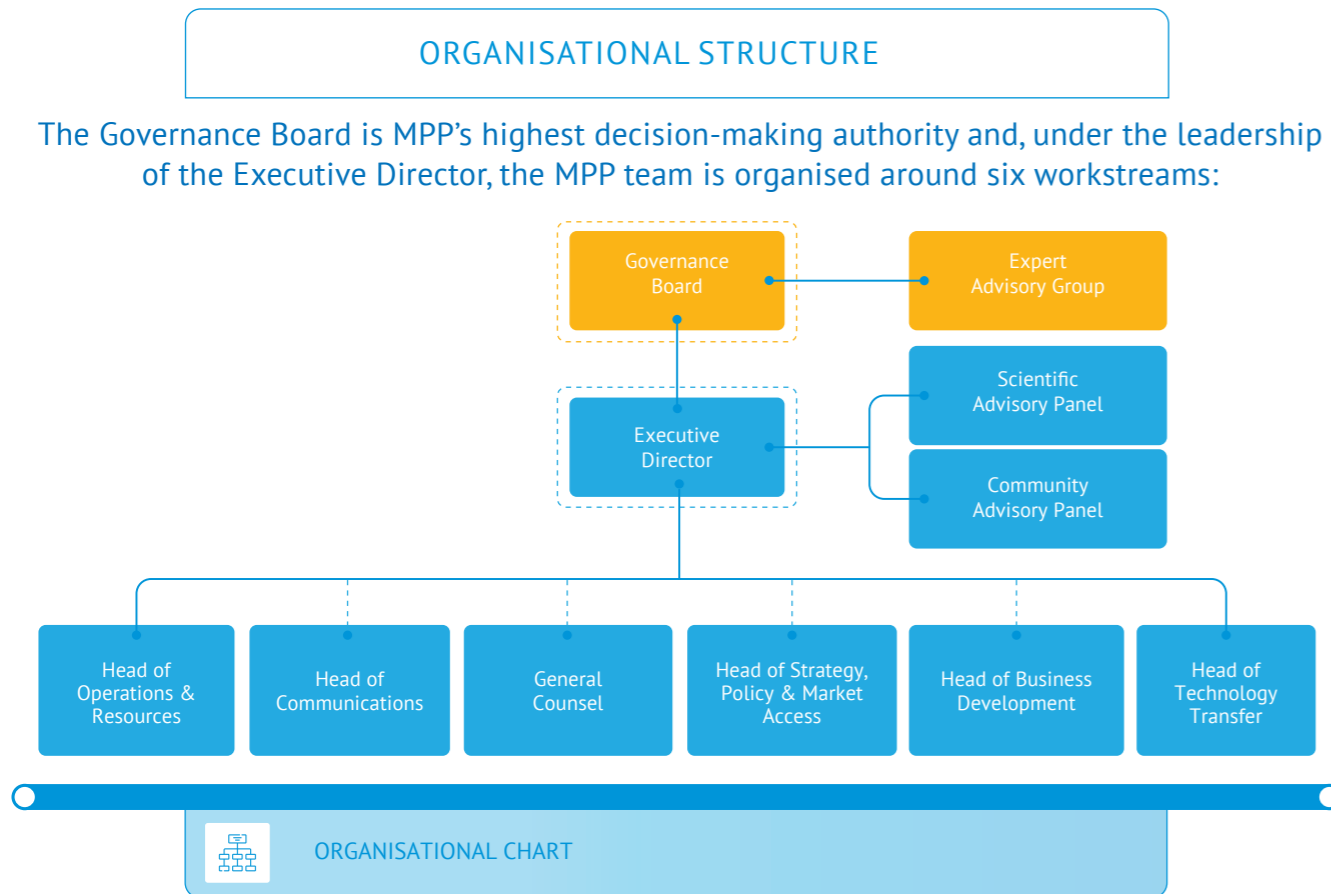 ORGANISATIONAL STRUCTURE
The Governance Board is MPP’s highest decision-making authority and, under the leadership
of the Executive Director, the MPP team is organised around six workstreams:
Governance
Board
Expert
Advisory Group
Scientific
Advisory Panel
Executive
Director
Community
Advisory Panel
Head of
Operations &
Resources
Head of
Communications
General
Counsel
Head of Strategy,
Policy & Market
Access
Head of Business
Development
Head of
Technology
Transfer
ORGANISATIONAL CHART